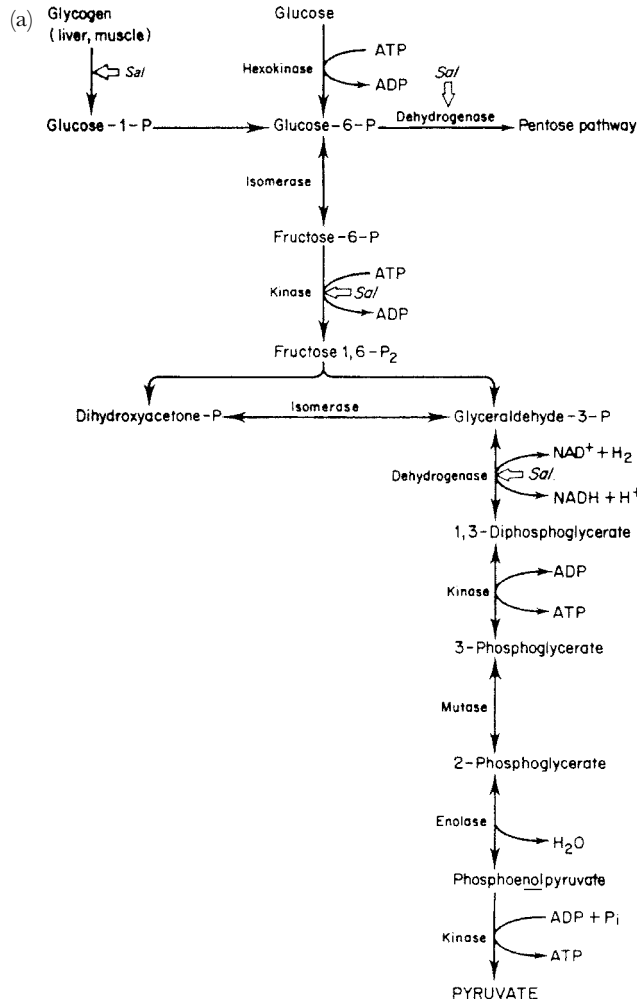 (a)
Glycogen
(liver, muscle)
Sal
Glucose-1-P
Glucose
Hexokinase
ATP
ADP
Glucose-6-P
Sal
Dehydrogenase
Pentose pathway
Isomerase
Fructose-6-P
Kinase
ATP
Sal
ADP
Fructose 1,6-P₂
Dihydroxyacetone-P
Isomerase
Glyceraldehyde-3-P
Dehydrogenase
NAD⁺ + H₂
Sal.
NADH + H⁺
1,3-Diphosphoglycerate
Kinase
ADP
ATP
3-Phosphoglycerate
Mutase
2-Phosphoglycerate
Enolase
H₂O
Phosphoenolpyruvate
Kinase
ADP + Pi
ATP
PYRUVATE